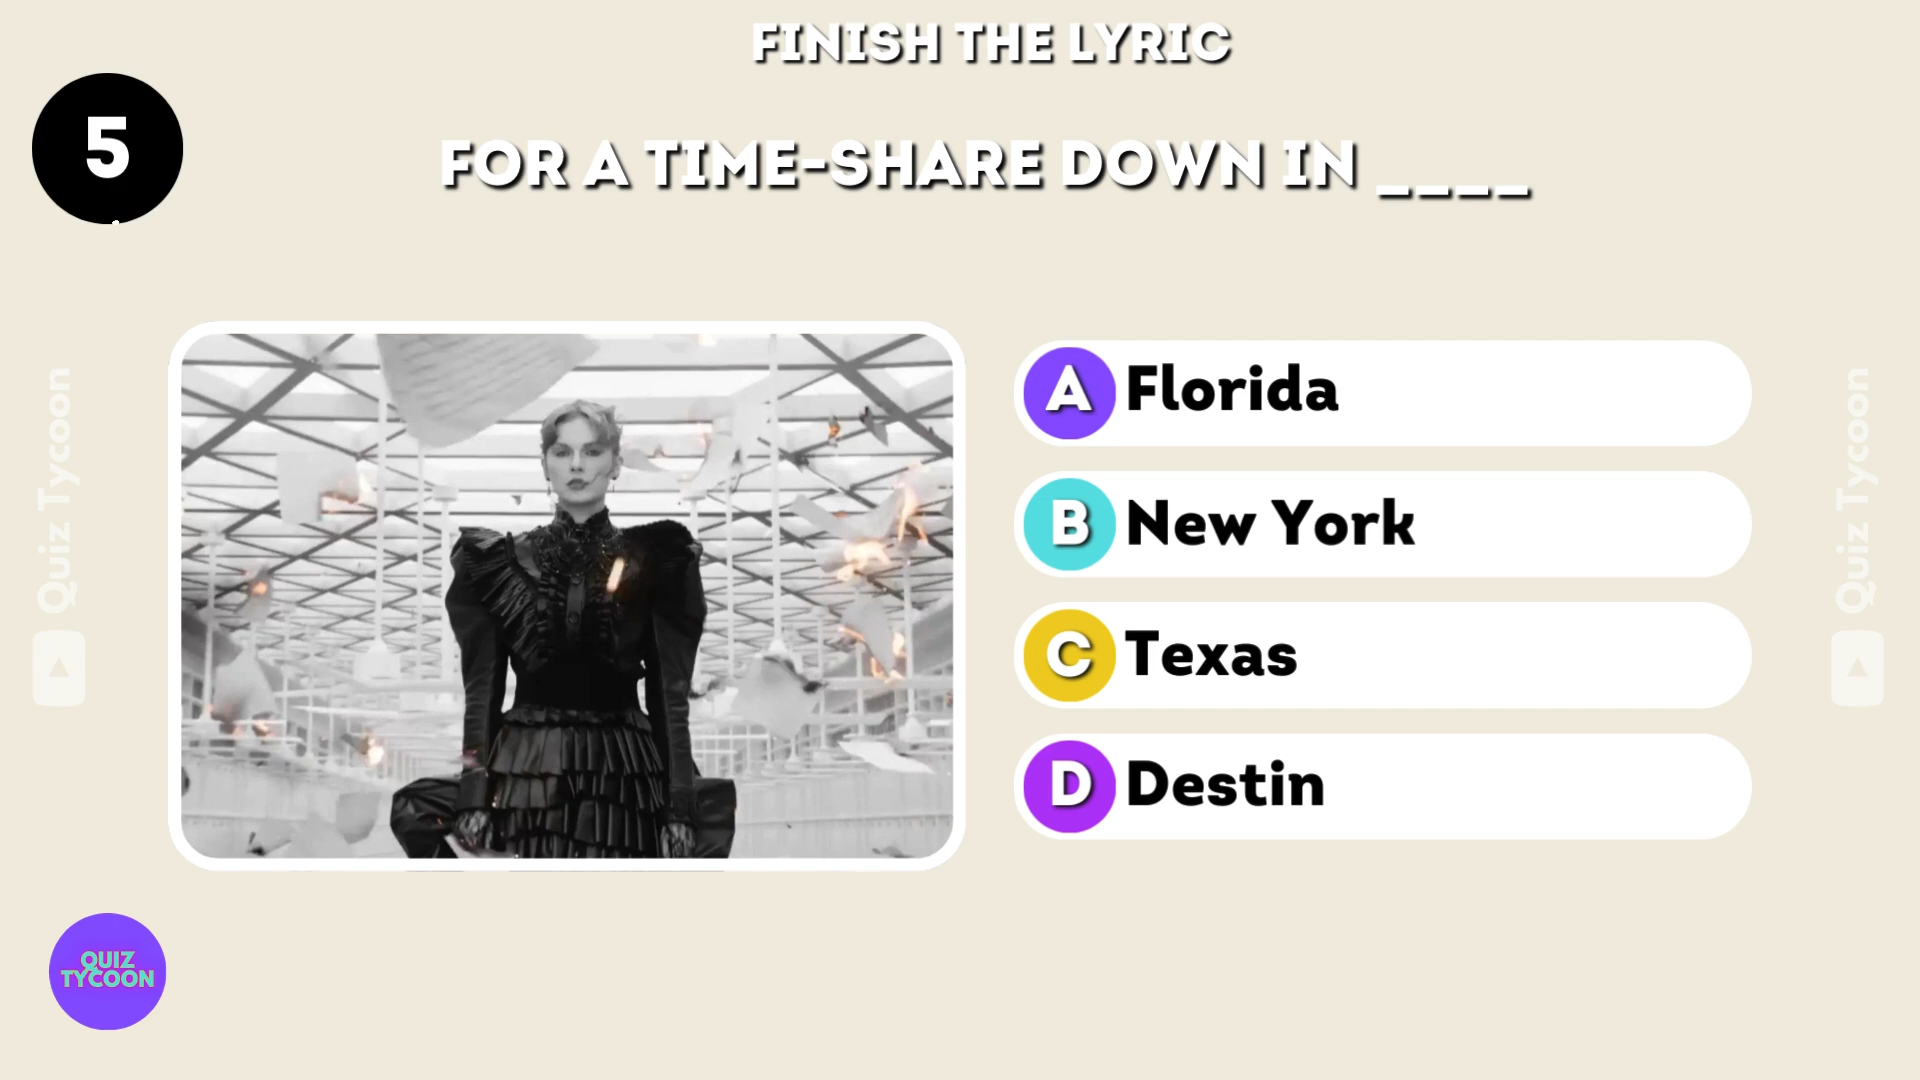 FINISH THE LYRIC
5
FOR A TIME-SHARE DOWN IN ____
A Florida
B New York
C Texas
D Destin
Quiz Tycoon
Quiz Tycoon
QUIZ
TYCOON